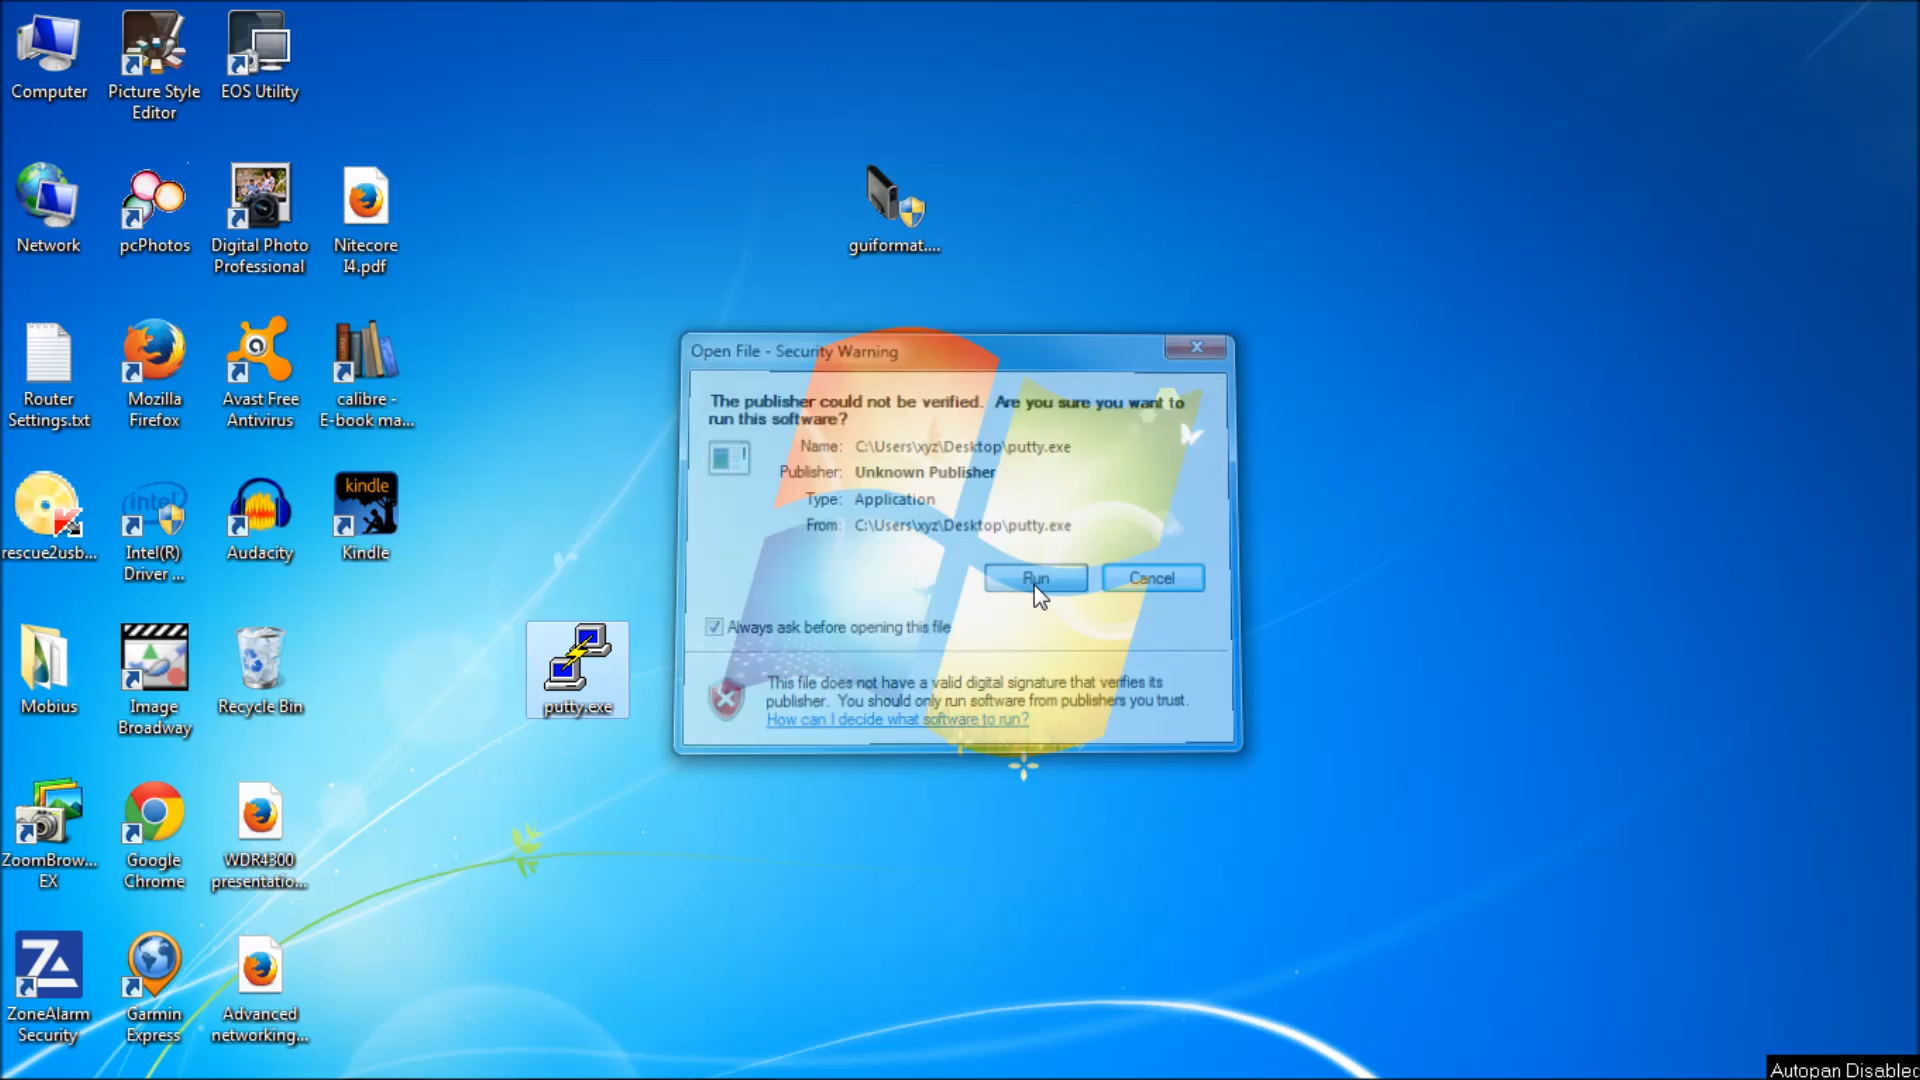 Computer
Picture Style
Editor
EOS Utility
Network
pcPhotos
Digital Photo
Professional
Nitecore
I4.pdf
guiformat....
Router
Settings.txt
Mozilla
Firefox
Avast Free
Antivirus
calibre -
E-book ma...
rescue2usb...
intel
Intel(R)
Driver ...
Audacity
kindle
Kindle
Mobius
Image
Broadway
Recycle Bin
putty.exe
ZoomBrow...
EX
Google
Chrome
WDR4300
presentatio...
ZoneAlarm
Security
Garmin
Express
Advanced
networking...
Open File - Security Warning
The publisher could not be verified. Are you sure you want to
run this software?
Name: C:\Users\xyz\Desktop\putty.exe
Publisher: Unknown Publisher
Type: Application
From: C:\Users\xyz\Desktop\putty.exe
Run Cancel
Always ask before opening this file
This file does not have a valid digital signature that verifies its
publisher. You should only run software from publishers you trust.
How can I decide what software to run?
Autopan Disabled